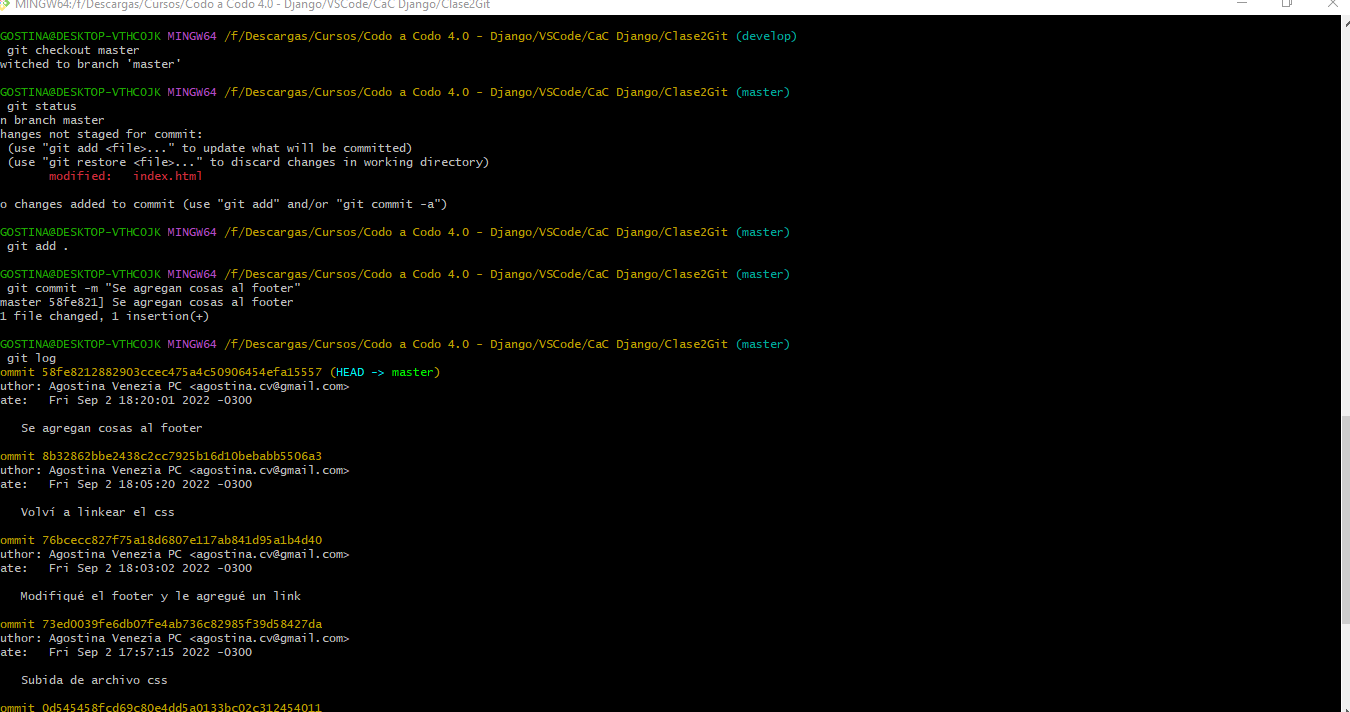 MINGW64:/f/Descargas/Cursos/Codo a Codo 4.0 - Django/VSCode/CaC Django/Clase2Git
GOSTINA@DESKTOP-VTHCOJK MINGW64 /f/Descargas/Cursos/Codo a Codo 4.0 - Django/VSCode/CaC Django/Clase2Git (develop)
git checkout master
witched to branch 'master'
GOSTINA@DESKTOP-VTHCOJK MINGW64 /f/Descargas/Cursos/Codo a Codo 4.0 - Django/VSCode/CaC Django/Clase2Git (master)
git status
n branch master
hanges not staged for commit:
(use "git add <file>..." to update what will be committed)
(use "git restore <file>..." to discard changes in working directory)
modified:   index.html
o changes added to commit (use "git add" and/or "git commit -a")
GOSTINA@DESKTOP-VTHCOJK MINGW64 /f/Descargas/Cursos/Codo a Codo 4.0 - Django/VSCode/CaC Django/Clase2Git (master)
git add .
GOSTINA@DESKTOP-VTHCOJK MINGW64 /f/Descargas/Cursos/Codo a Codo 4.0 - Django/VSCode/CaC Django/Clase2Git (master)
git commit -m "Se agregan cosas al footer"
master 58fe821] Se agregan cosas al footer
1 file changed, 1 insertion(+)
GOSTINA@DESKTOP-VTHCOJK MINGW64 /f/Descargas/Cursos/Codo a Codo 4.0 - Django/VSCode/CaC Django/Clase2Git (master)
git log
ommit 58fe8212882903ccec475a4c50906454efa15557 (HEAD -> master)
uthor: Agostina Venezia PC <agostina.cv@gmail.com>
ate:   Fri Sep 2 18:20:01 2022 -0300
Se agregan cosas al footer
ommit 8b32862bbe2438c2cc7925b16d10bebabb5506a3
uthor: Agostina Venezia PC <agostina.cv@gmail.com>
ate:   Fri Sep 2 18:05:20 2022 -0300
Volví a linkear el css
ommit 76bcecc827f75a18d6807e117ab841d95a1b4d40
uthor: Agostina Venezia PC <agostina.cv@gmail.com>
ate:   Fri Sep 2 18:03:02 2022 -0300
Modifiqué el footer y le agregué un link
ommit 73ed0039fe6db07fe4ab736c82985f39d58427da
uthor: Agostina Venezia PC <agostina.cv@gmail.com>
ate:   Fri Sep 2 17:57:15 2022 -0300
Subida de archivo css
ommit 0d545458fcd69c80e4dd5a0133bc02c312454011